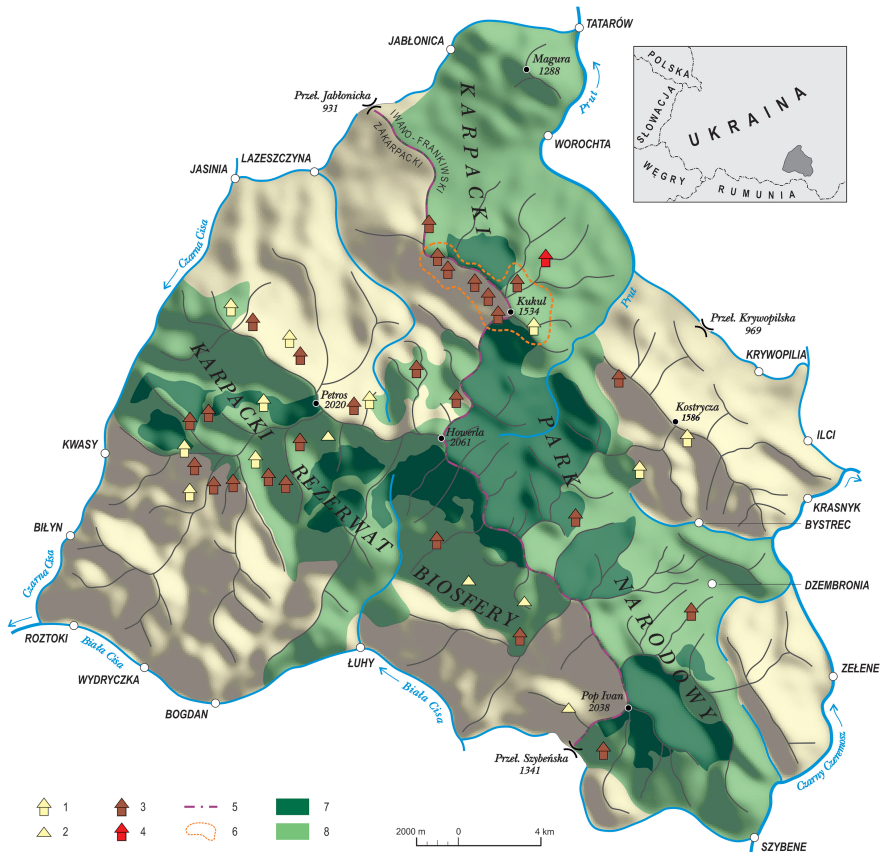 TATARÓW
JABŁONICA
Magura
1288
POLSKA
SŁOWACJA
UKRAINA
WĘGRY
RUMUNIA
Przeł. Jabłonicka
931
Prut
KARPACKI
IWANO-FRANKIWSKI
ZAKARPACKI
WOROCHTA
LAZESZCZYNA
JASINIA
Czarna Cisa
Prut
Kukul
1534
Przeł. Krywopilska
969
KRYWOPILIA
KARPACKI
Petros
2020
Kostrycza
1586
Howerla
2061
PARK
ILCI
KWASY
REZERWAT
KRASNYK
BYSTREC
BIŁYN
Czarna Cisa
BIOSFERY
NARODOWY
DZEMBRONIA
ROZTOKI
Biała Cisa
WYDRYCZKA
ŁUHY
Biała Cisa
ZEŁENE
BOGDAN
Pop Ivan
2038
Przeł. Szybeńska
1341
Czarny Czeremosz
SZYBENE
1 3 5 7
2 4 6 8
2000 m 0 4 km